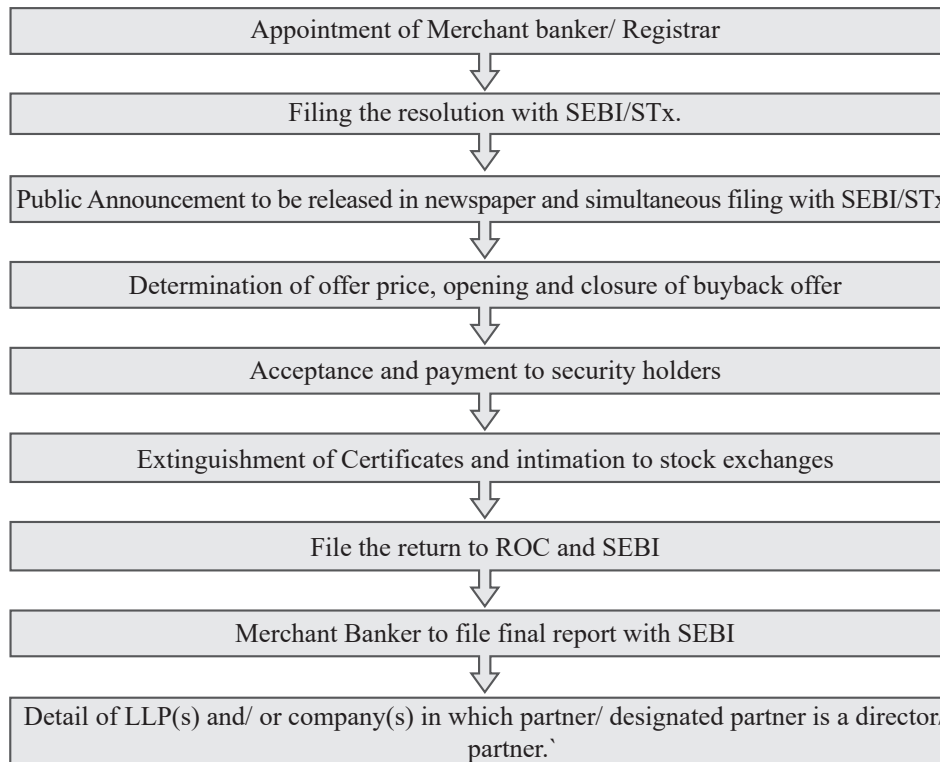 Appointment of Merchant banker/ Registrar
Filing the resolution with SEBI/STx.
Public Announcement to be released in newspaper and simultaneous filing with SEBI/STx
Determination of offer price, opening and closure of buyback offer
Acceptance and payment to security holders
Extinguishment of Certificates and intimation to stock exchanges
File the return to ROC and SEBI
Merchant Banker to file final report with SEBI
Detail of LLP(s) and/ or company(s) in which partner/ designated partner is a director/
partner.`